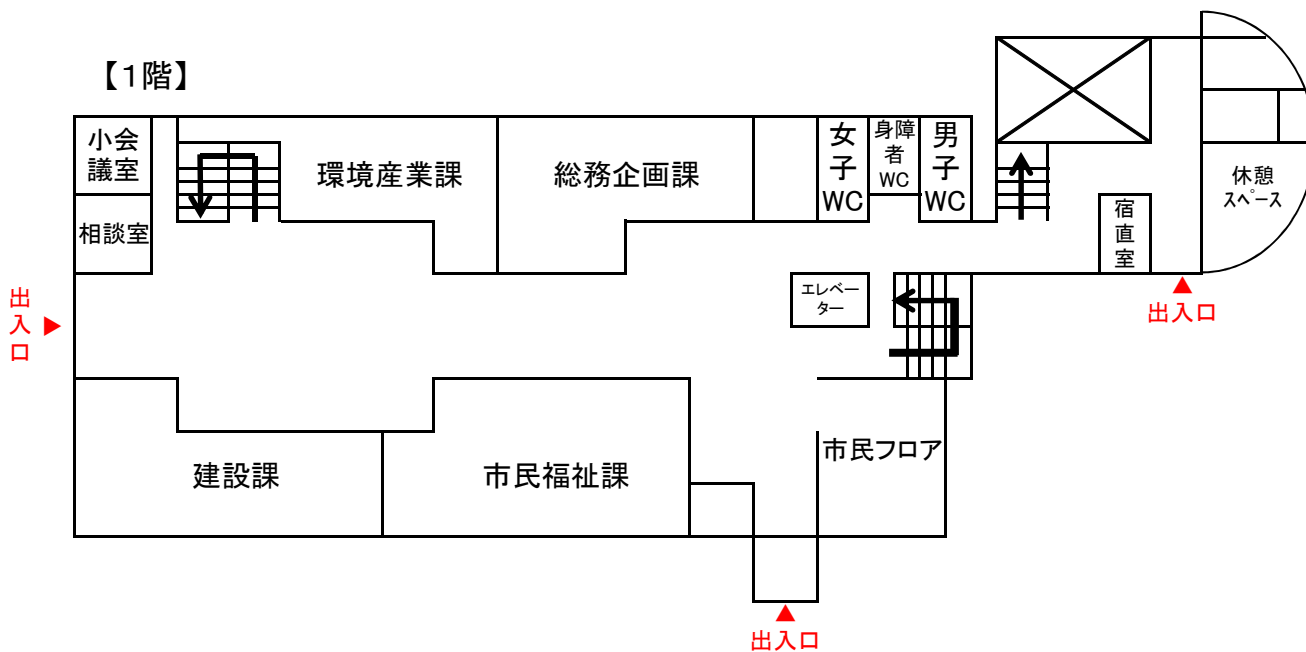 【1階】
小会
議室
相談室
環境産業課
総務企画課
女
子
WC
身障
者
WC
男
子
WC
休憩
スペース
宿
直
室
エレベー
ター
出
入
口
出入口
建設課
市民福祉課
市民フロア
出入口